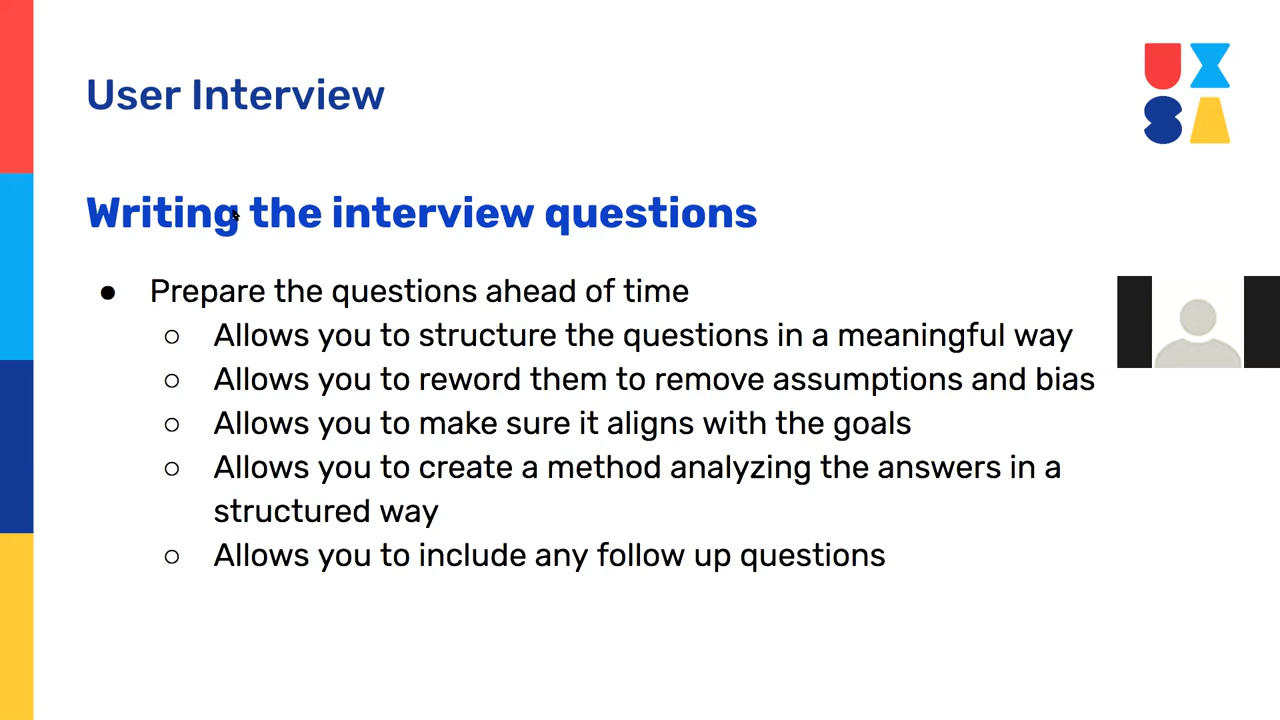 User Interview
UX
SA
Writing the interview questions
● Prepare the questions ahead of time
○ Allows you to structure the questions in a meaningful way
○ Allows you to reword them to remove assumptions and bias
○ Allows you to make sure it aligns with the goals
○ Allows you to create a method analyzing the answers in a
structured way
○ Allows you to include any follow up questions